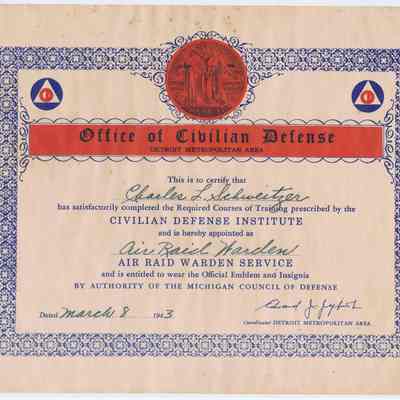 Office of Civilian Defense
DETROIT METROPOLITAN AREA
This is to certify that
Charles L. Schweitzer
has satisfactorily completed the Required Courses of Training prescribed by the
CIVILIAN DEFENSE INSTITUTE
and is hereby appointed as
Air Raid Warden
AIR RAID WARDEN SERVICE
and is entitled to wear the Official Emblem and Insignia
BY AUTHORITY OF THE MICHIGAN COUNCIL OF DEFENSE
Dated March 8 1943
Coordinator DETROIT METROPOLITAN AREA